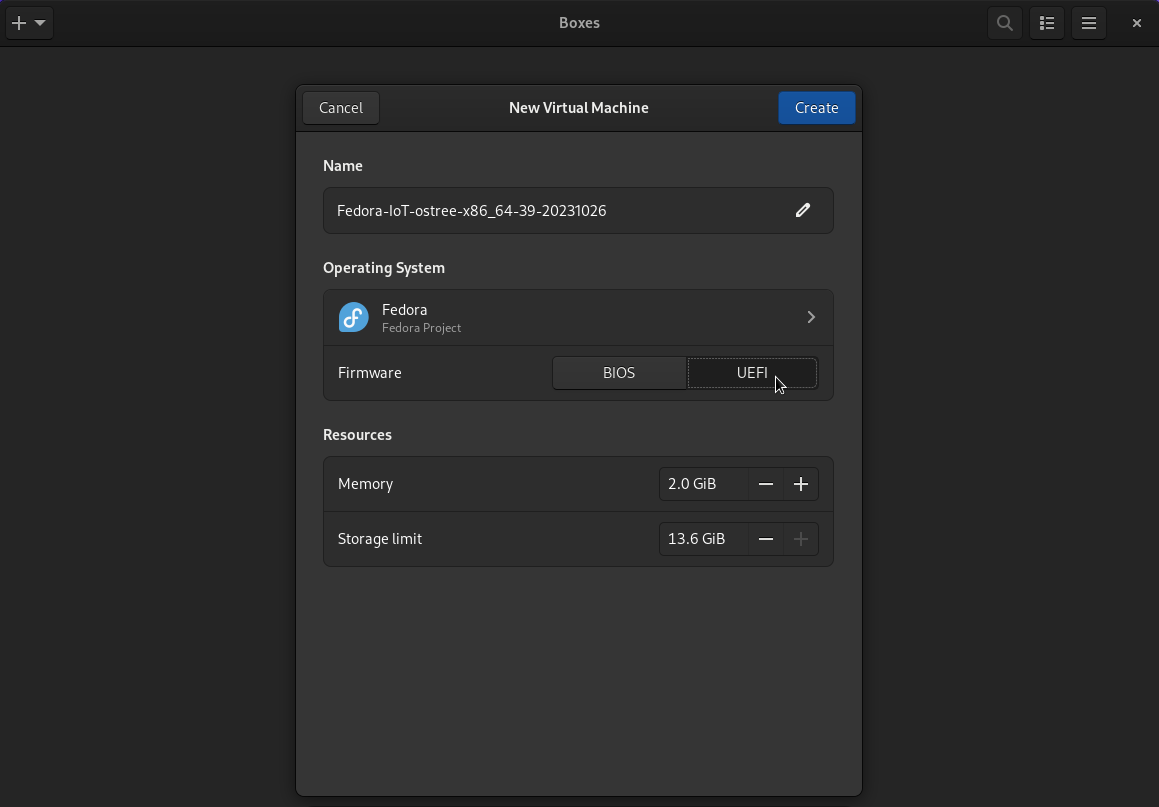 Boxes
Cancel
New Virtual Machine
Create
Name
Fedora-IoT-ostree-x86_64-39-20231026
Operating System
Fedora
Fedora Project
Firmware
BIOS
UEFI
Resources
Memory
2.0 GiB
Storage limit
13.6 GiB